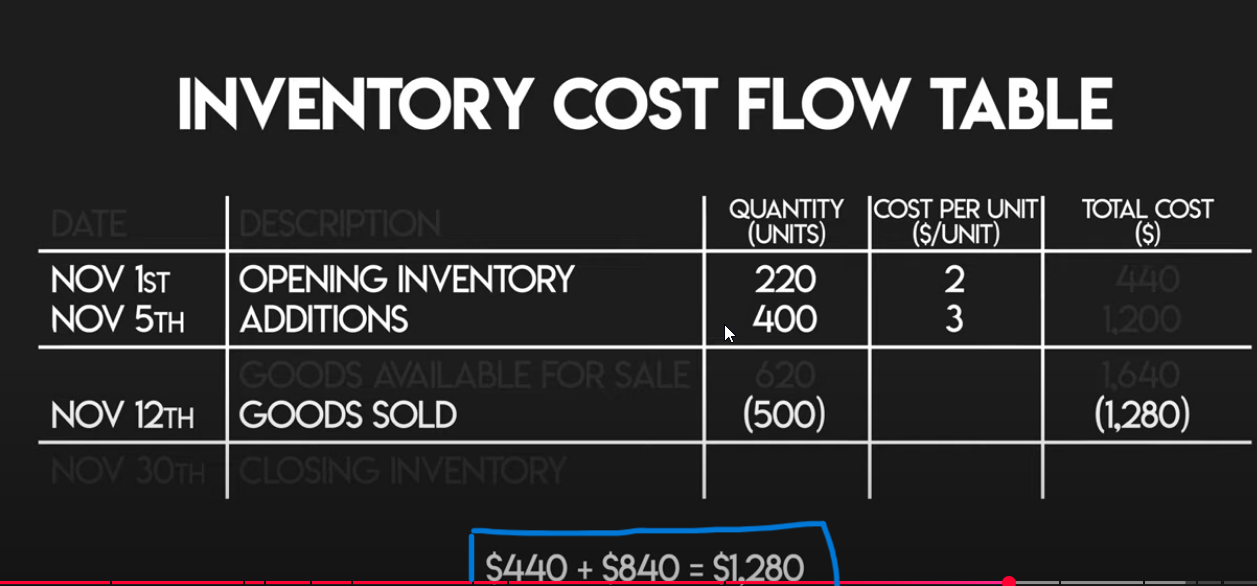 INVENTORY COST FLOW TABLE
DATE DESCRIPTION QUANTITY (UNITS) COST PER UNIT ($/UNIT) TOTAL COST ($)
NOV 1ST OPENING INVENTORY 220 2 440
NOV 5TH ADDITIONS 400 3 1,200
GOODS AVAILABLE FOR SALE 620 1,640
NOV 12TH GOODS SOLD (500) (1,280)
NOV 30TH CLOSING INVENTORY
$440 + $840 = $1,280